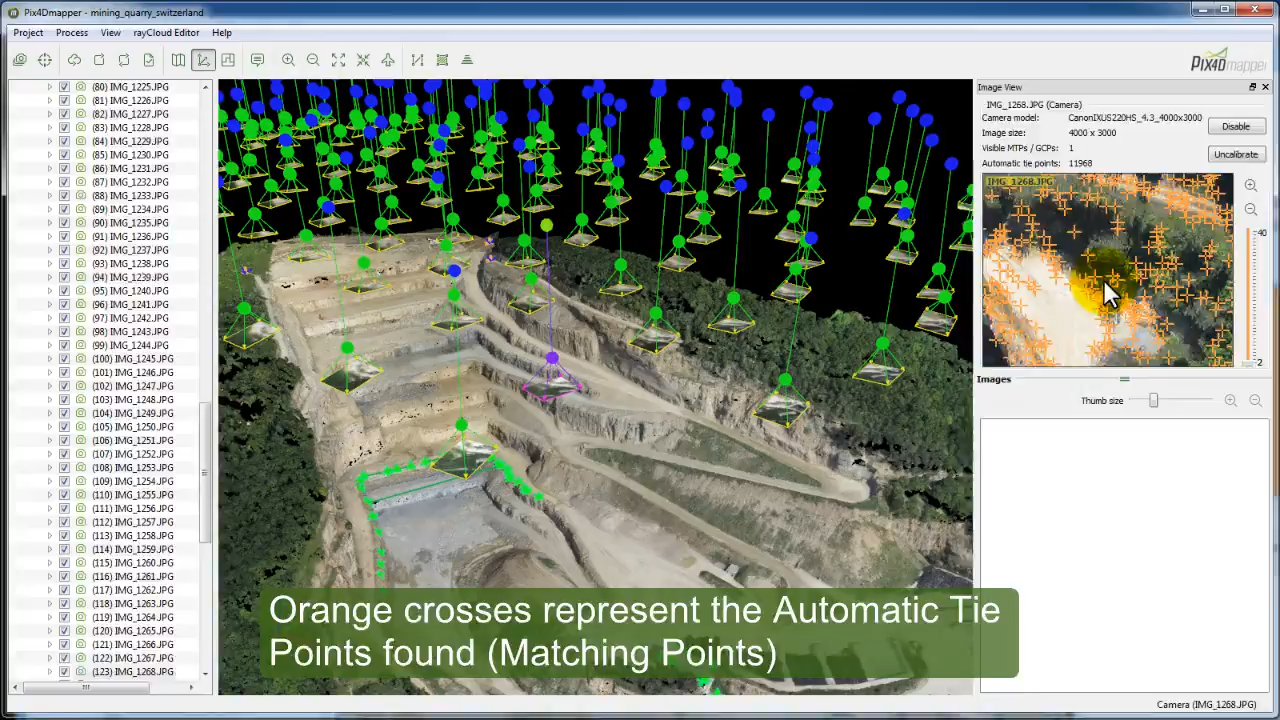 Pix4Dmapper - mining_quarry_switzerland
Project Process View rayCloud Editor Help
Pix4Dmapper
(80) IMG_1225.JPG
(81) IMG_1226.JPG
(82) IMG_1227.JPG
(83) IMG_1228.JPG
(84) IMG_1229.JPG
(85) IMG_1230.JPG
(86) IMG_1231.JPG
(87) IMG_1232.JPG
(88) IMG_1233.JPG
(89) IMG_1234.JPG
(90) IMG_1235.JPG
(91) IMG_1236.JPG
(92) IMG_1237.JPG
(93) IMG_1238.JPG
(94) IMG_1239.JPG
(95) IMG_1240.JPG
(96) IMG_1241.JPG
(97) IMG_1242.JPG
(98) IMG_1243.JPG
(99) IMG_1244.JPG
(100) IMG_1245.JPG
(101) IMG_1246.JPG
(102) IMG_1247.JPG
(103) IMG_1248.JPG
(104) IMG_1249.JPG
(105) IMG_1250.JPG
(106) IMG_1251.JPG
(107) IMG_1252.JPG
(108) IMG_1253.JPG
(109) IMG_1254.JPG
(110) IMG_1255.JPG
(111) IMG_1256.JPG
(112) IMG_1257.JPG
(113) IMG_1258.JPG
(114) IMG_1259.JPG
(115) IMG_1260.JPG
(116) IMG_1261.JPG
(117) IMG_1262.JPG
(118) IMG_1263.JPG
(119) IMG_1264.JPG
(120) IMG_1265.JPG
(121) IMG_1266.JPG
(122) IMG_1267.JPG
(123) IMG_1268.JPG
Image View
IMG_1268.JPG (Camera)
Camera model: CanonIXUS220HS_4.3_4000x3000
Image size: 4000 x 3000
Visible MTPs / GCPs: 1
Automatic tie points: 11968
Disable
Uncalibrate
IMG_1268.JPG
40
2
Images
Thumb size
Orange crosses represent the Automatic Tie
Points found (Matching Points)
Camera (IMG_1268.JPG)